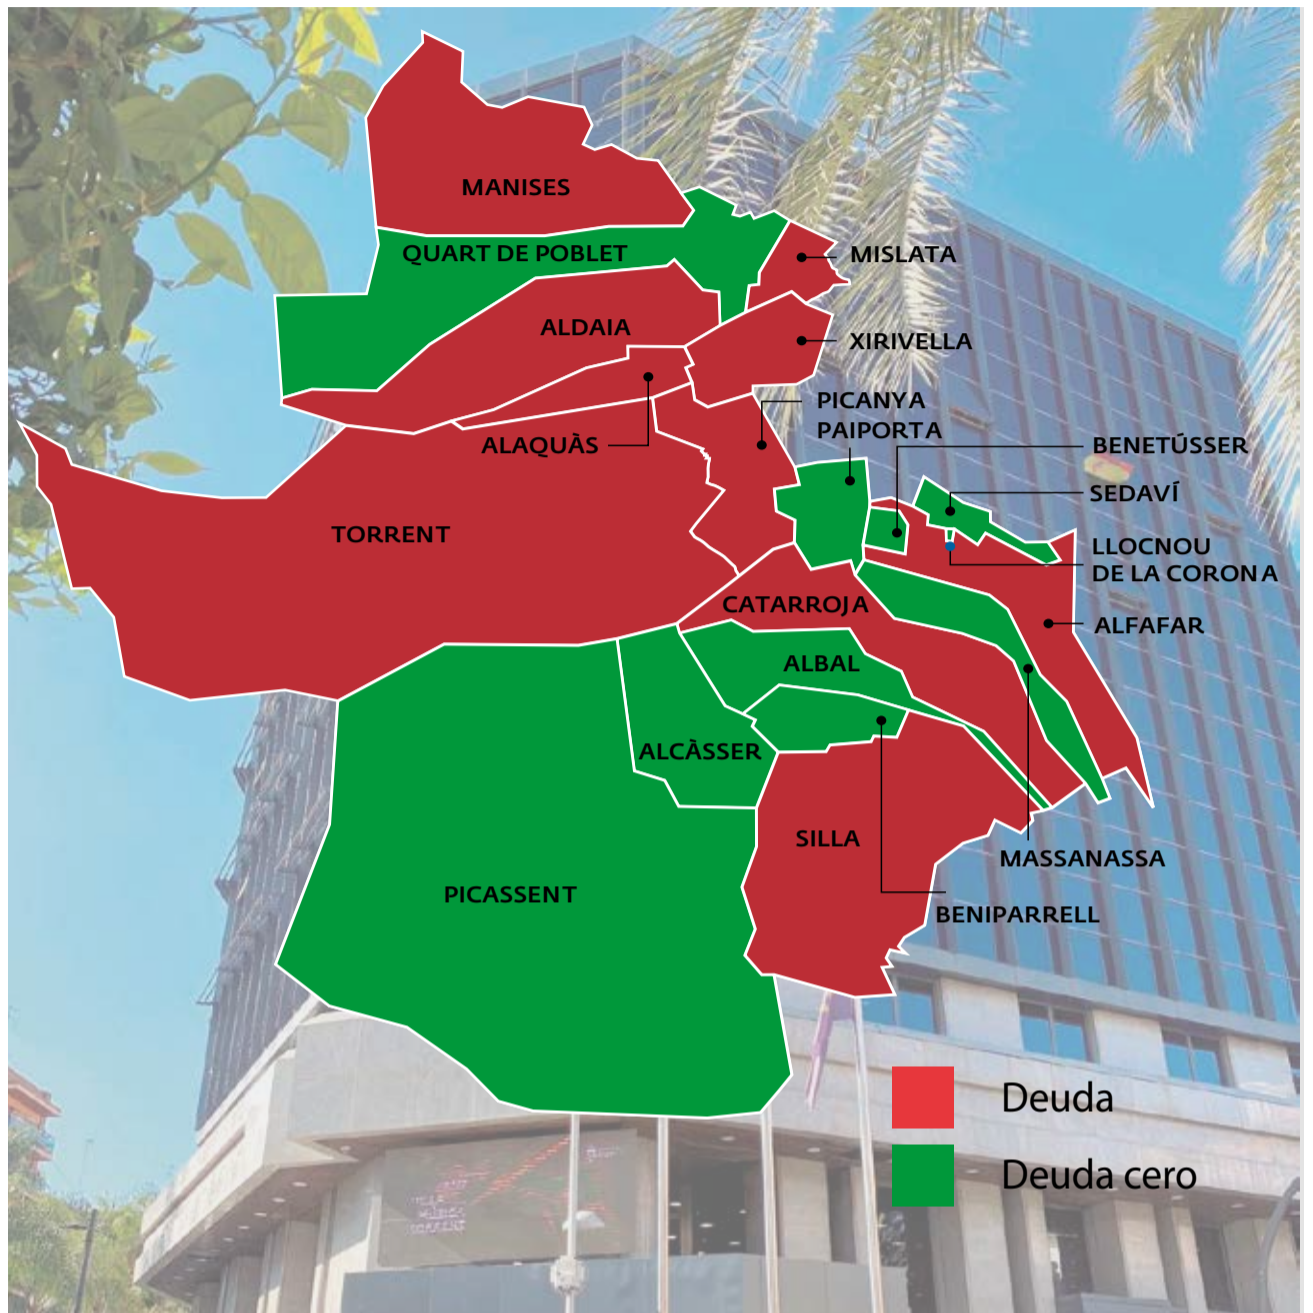 MANISES
QUART DE POBLET
MISLATA
ALDAIA
XIRIVELLA
PICANYA
PAIPORTA
ALAQUÀS
BENETÚSSER
SEDAVÍ
TORRENT
LLOCNOU
DE LA CORONA
CATARROJA
ALFAFAR
ALBAL
ALCÀSSER
SILLA
MASSANASSA
PICASSENT
BENIPARRELL
Deuda
Deuda cero